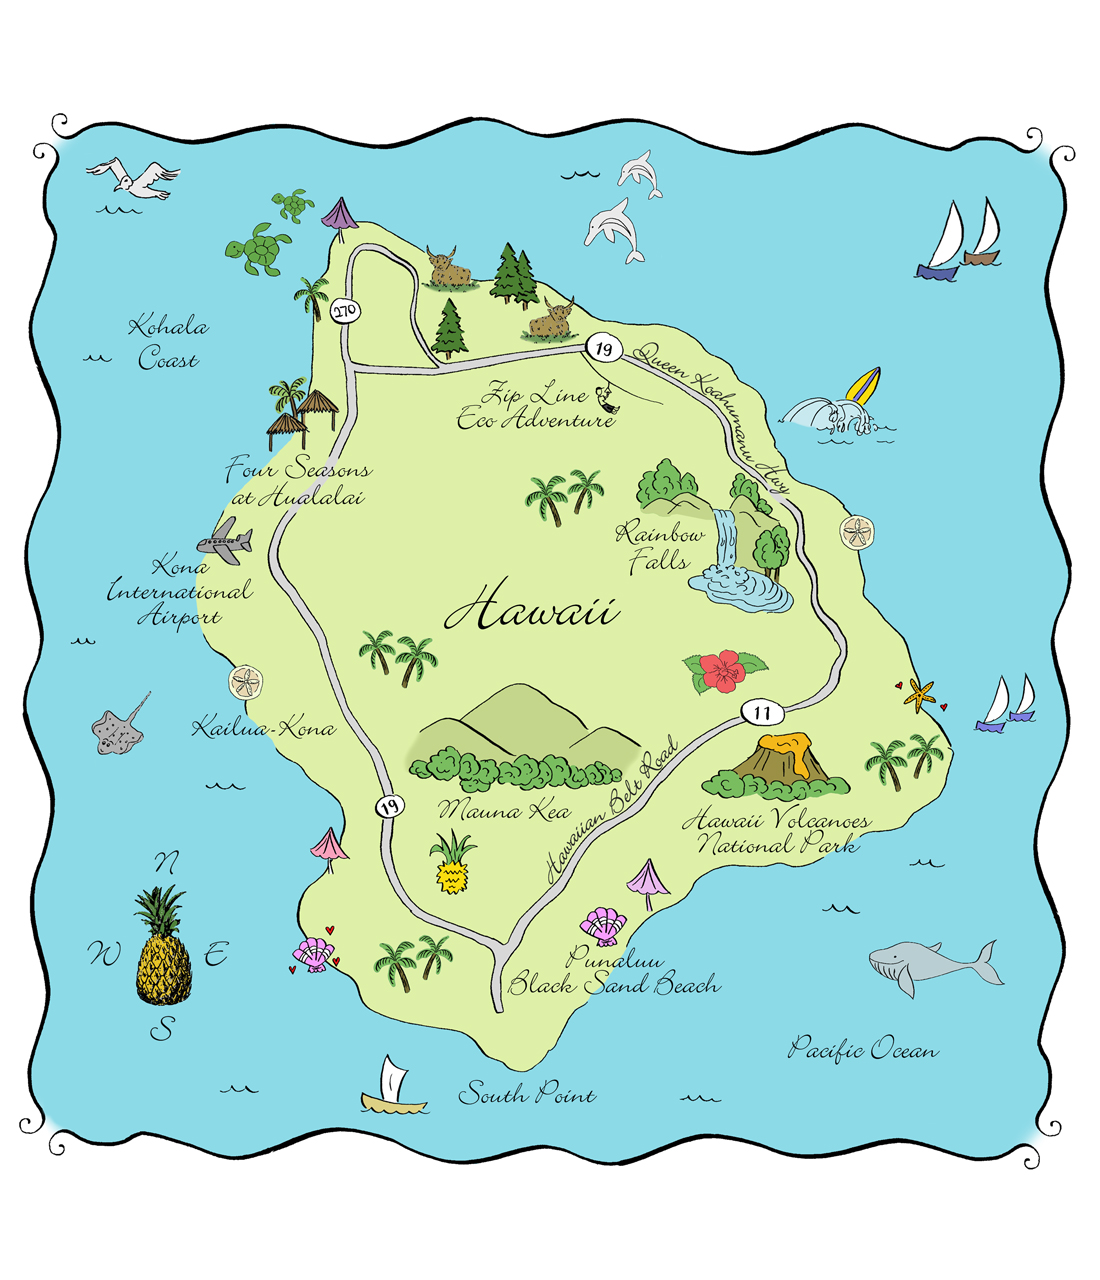 270
19
Queen Kaahumanu Hwy
Kohala
Coast
Zip Line
Eco Adventure
Four Seasons
at Hualalai
Rainbow
Falls
Kona
International
Airport
Hawaii
11
Kailua-Kona
19
Mauna Kea
Hawaiian Belt Road
Hawaii Volcanoes
National Park
N
W
E
S
Punaluu
Black Sand Beach
Pacific Ocean
South Point